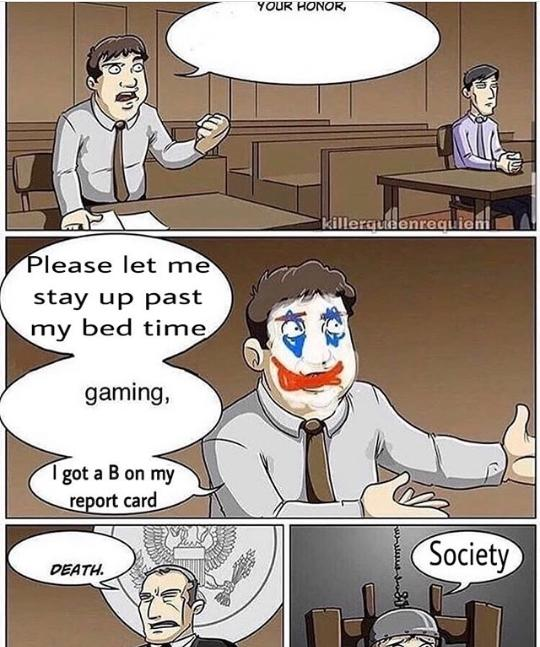 YOUR HONOR,
killerqueenrequiem
Please let me
stay up past
my bed time
gaming,
I got a B on my
report card
DEATH.
Society